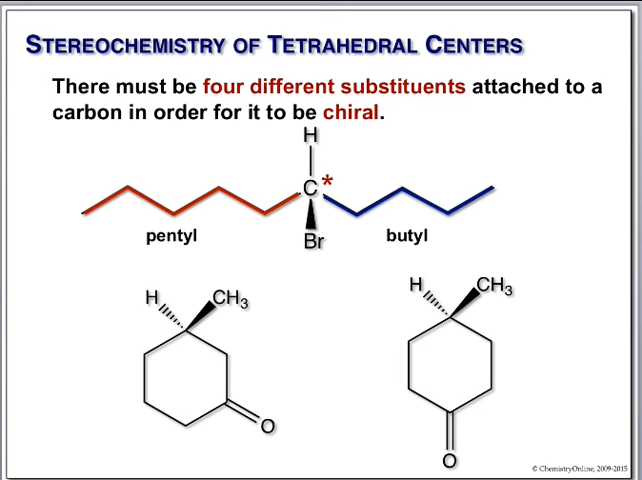 STEREOCHEMISTRY OF TETRAHEDRAL CENTERS
There must be four different substituents attached to a
carbon in order for it to be chiral.
H
C *
pentyl Br butyl
H CH3 H CH3
O O
© ChemistryOnline, 2009-2015